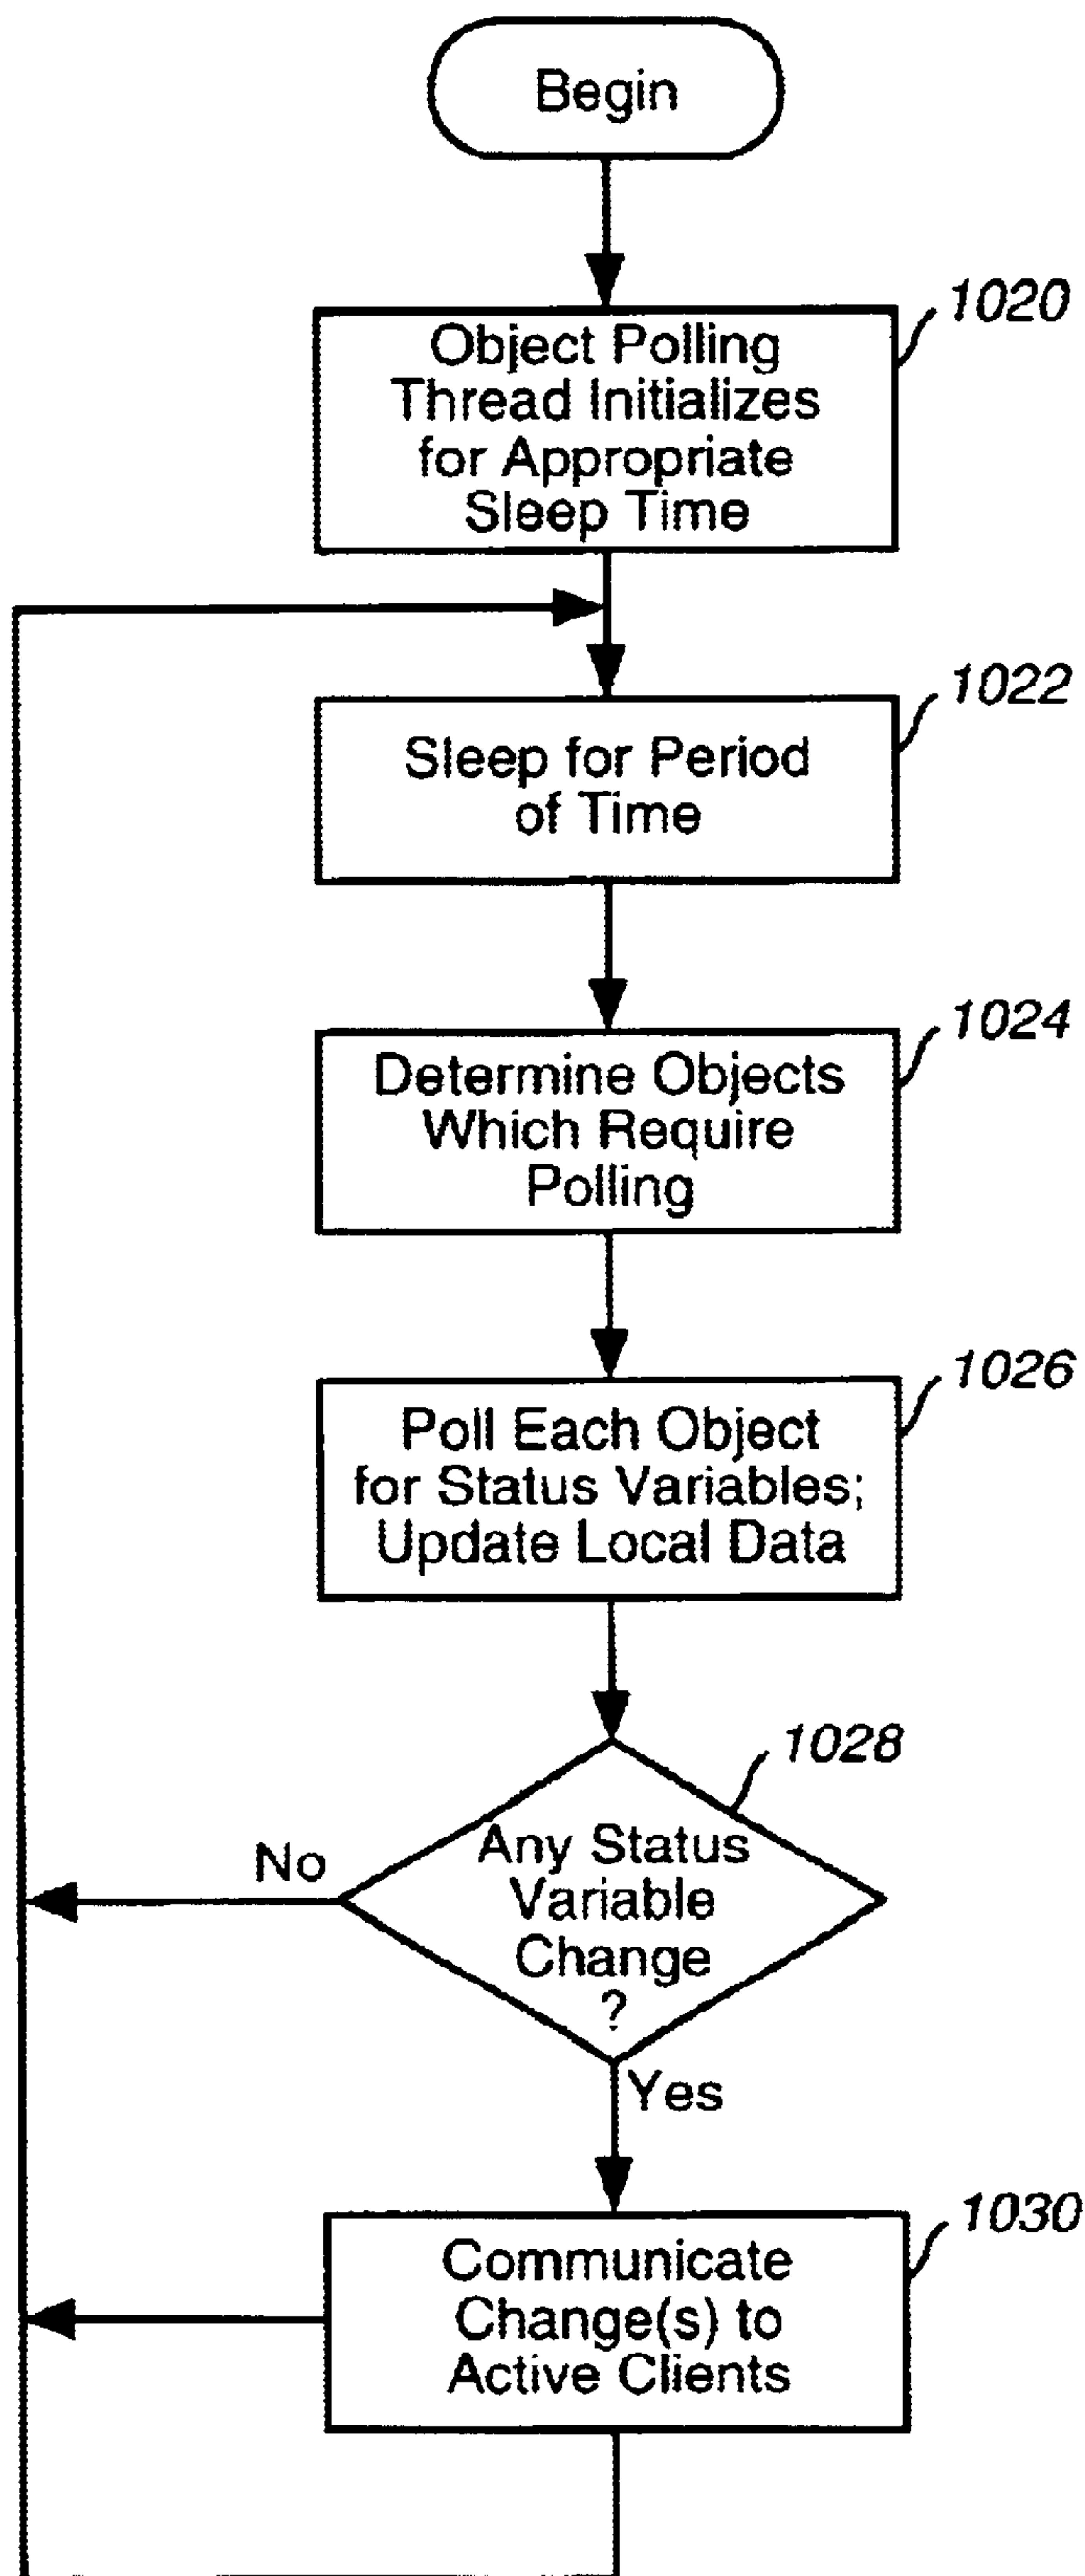 Begin
1020
Object Polling
Thread Initializes
for Appropriate
Sleep Time
1022
Sleep for Period
of Time
1024
Determine Objects
Which Require
Polling
1026
Poll Each Object
for Status Variables;
Update Local Data
1028
Any Status
Variable
Change
?
No
Yes
1030
Communicate
Change(s) to
Active Clients